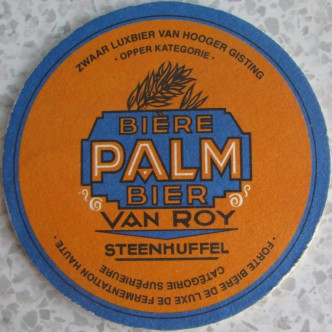 ZWAAR LUXBIER VAN HOOGER GISTING
· OPPER KATEGORIE ·
BIÈRE
PALM
BIER
VAN ROY
STEENHUFFEL
· FORTE BIÈRE DE LUXE DE FERMENTATION HAUTE ·
CATÉGORIE SUPÉRIEURE